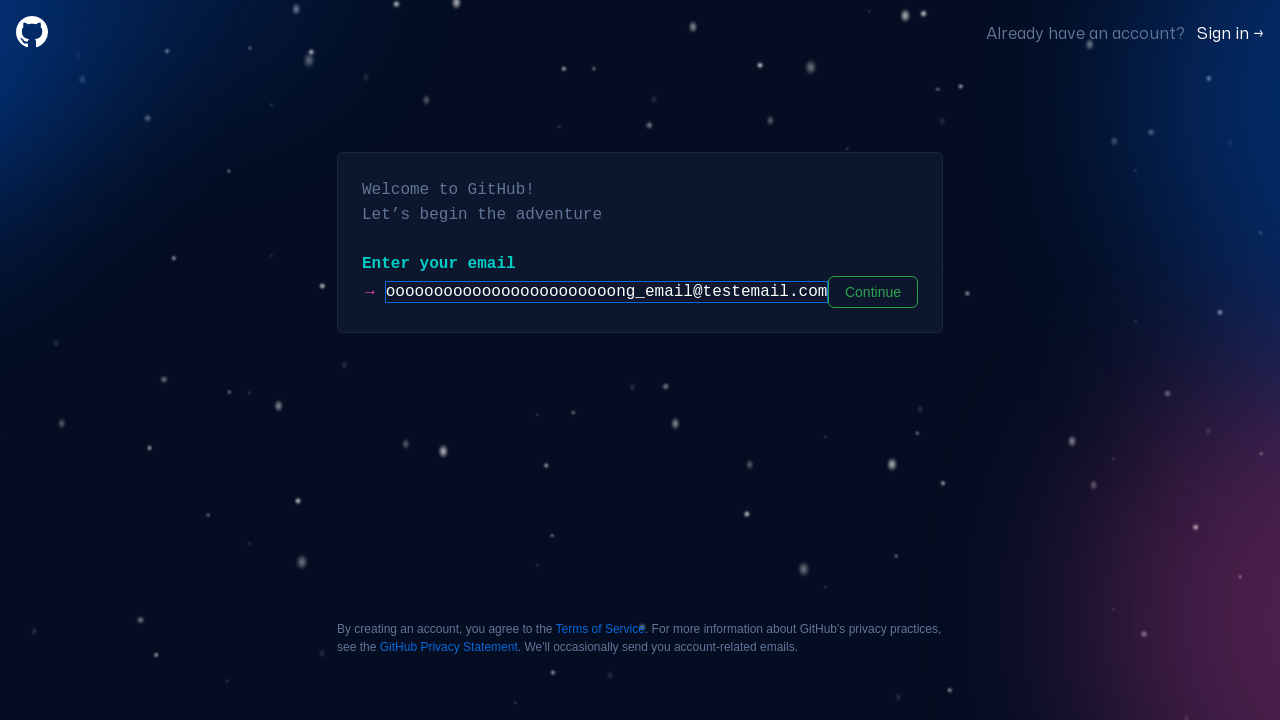 Already have an account? Sign in →
Welcome to GitHub!
Let’s begin the adventure
Enter your email
→ oooooooooooooooooooooooong_email@testemail.com Continue
By creating an account, you agree to the Terms of Service. For more information about GitHub's privacy practices,
see the GitHub Privacy Statement. We'll occasionally send you account-related emails.